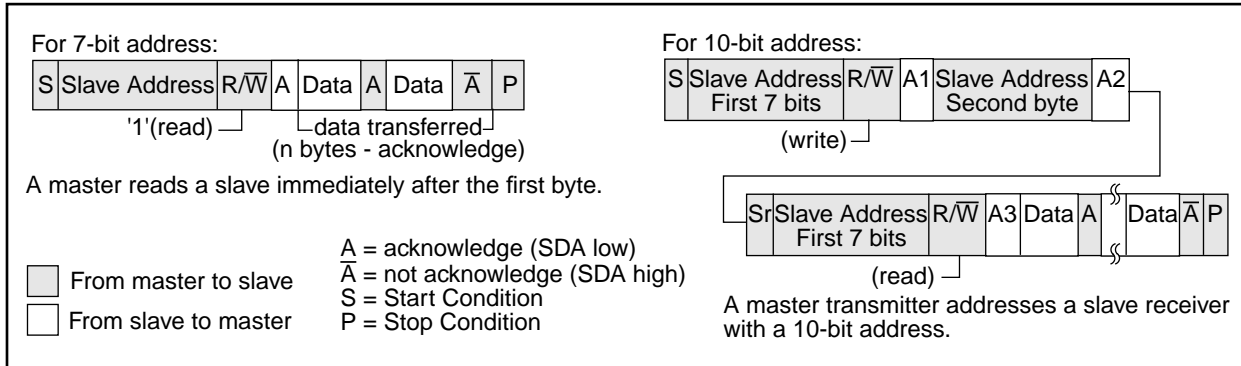 For 7-bit address:
S Slave Address R/W̅ A Data A Data A̅ P
'1'(read) data transferred
(n bytes - acknowledge)
A master reads a slave immediately after the first byte.
From master to slave
From slave to master
A = acknowledge (SDA low)
A̅ = not acknowledge (SDA high)
S = Start Condition
P = Stop Condition
For 10-bit address:
S Slave Address R/W̅ A1 Slave Address A2
First 7 bits Second byte
(write)
Sr Slave Address R/W̅ A3 Data A Data A̅ P
First 7 bits
(read)
A master transmitter addresses a slave receiver
with a 10-bit address.